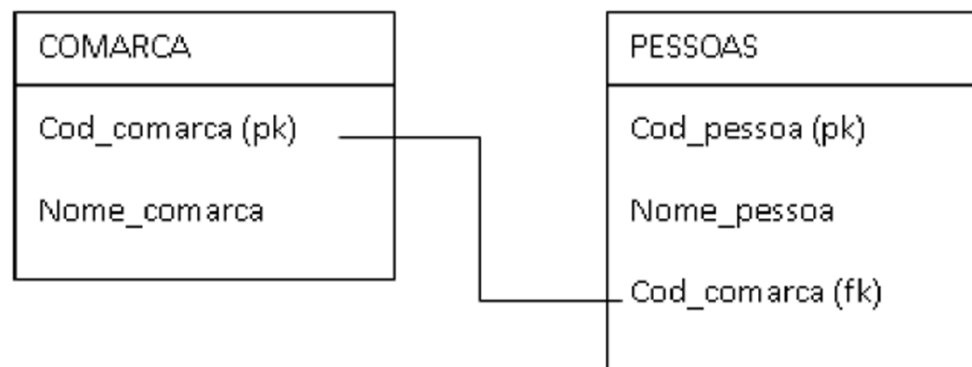 COMARCA
Cod_comarca (pk)
Nome_comarca
PESSOAS
Cod_pessoa (pk)
Nome_pessoa
Cod_comarca (fk)